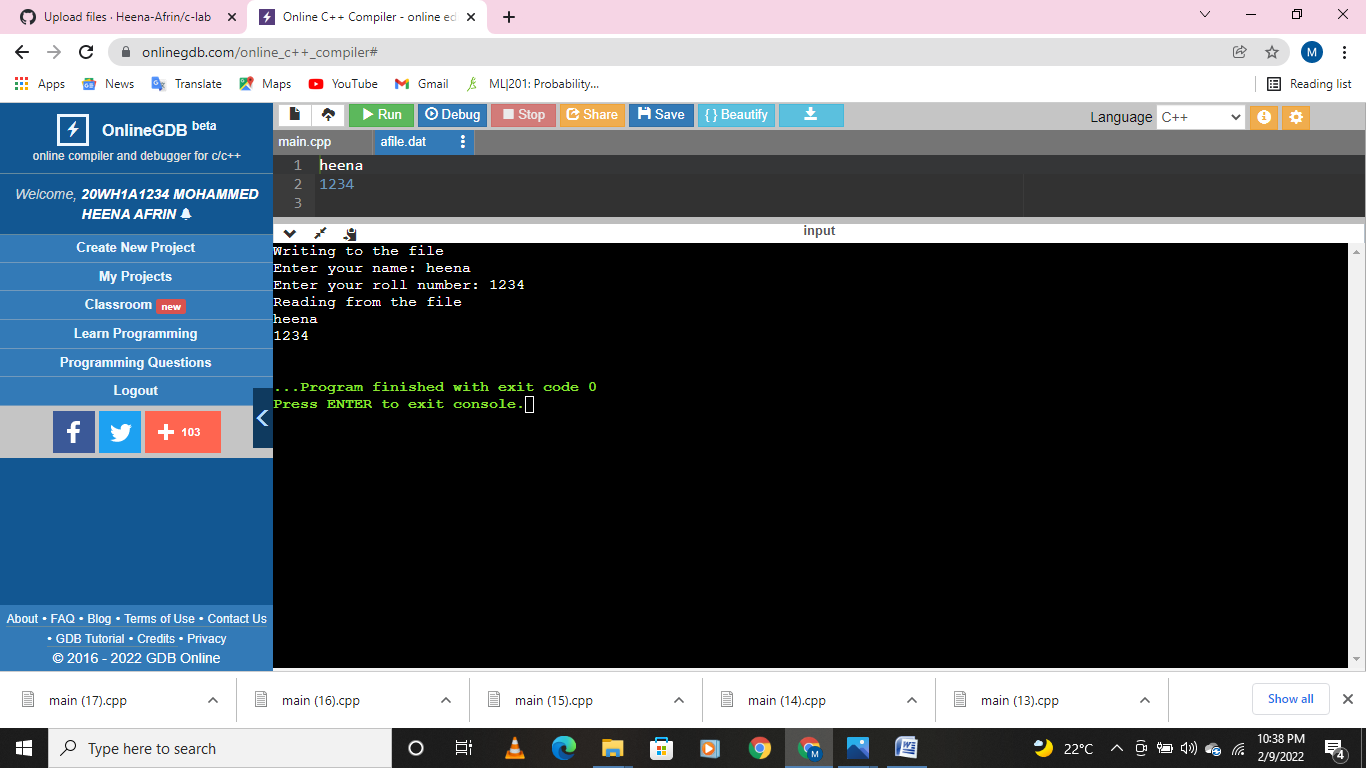 Upload files · Heena-Afrin/c-lab
Online C++ Compiler - online ed
onlinegdb.com/online_c++_compiler#
M
Apps News Translate Maps YouTube Gmail ML|201: Probability... Reading list
OnlineGDB beta
online compiler and debugger for c/c++
Welcome, 20WH1A1234 MOHAMMED
HEENA AFRIN
Create New Project
My Projects
Classroom new
Learn Programming
Programming Questions
Logout
103
About • FAQ • Blog • Terms of Use • Contact Us
• GDB Tutorial • Credits • Privacy
© 2016 - 2022 GDB Online
Run Debug Stop Share Save { } Beautify
Language C++
main.cpp afile.dat
1 heena
2 1234
3
input
Writing to the file
Enter your name: heena
Enter your roll number: 1234
Reading from the file
heena
1234
...Program finished with exit code 0
Press ENTER to exit console.
main (17).cpp main (16).cpp main (15).cpp main (14).cpp main (13).cpp Show all
Type here to search
M
22°C
10:38 PM
2/9/2022
4